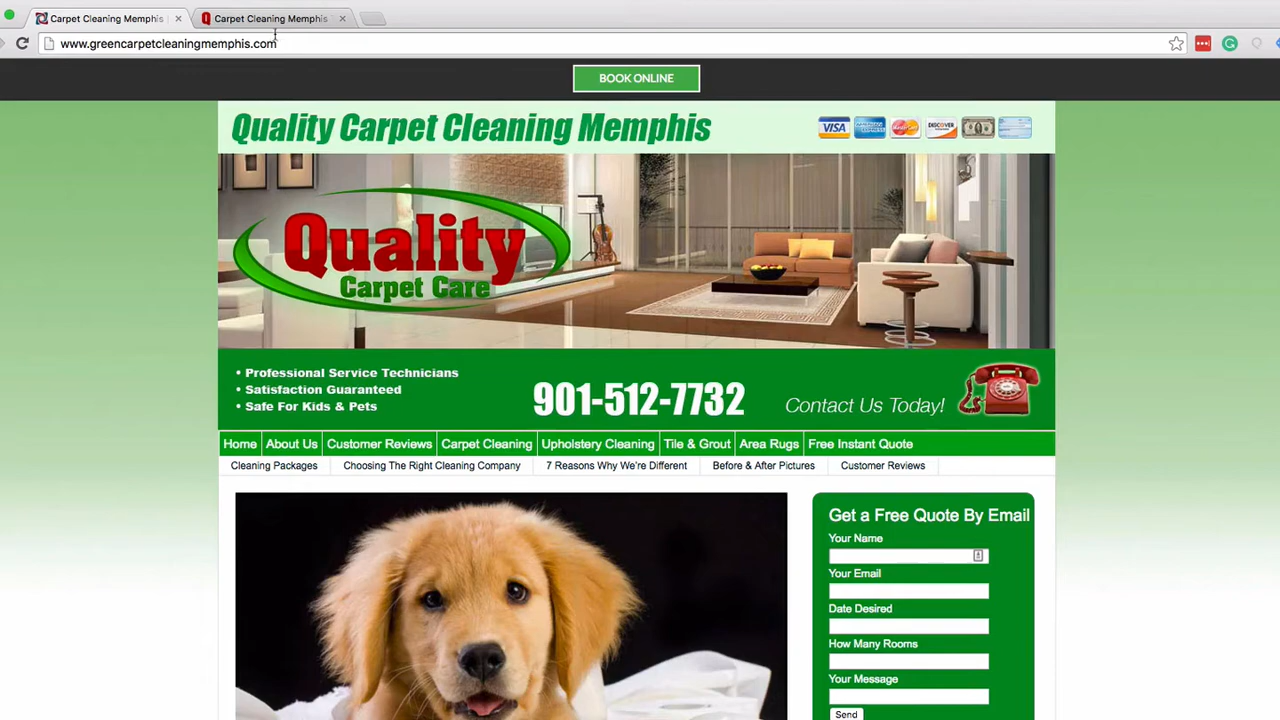 Carpet Cleaning Memphis
Carpet Cleaning Memphis
www.greencarpetcleaningmemphis.com
BOOK ONLINE
Quality Carpet Cleaning Memphis
VISA
DISCOVER
Quality
Carpet Care
• Professional Service Technicians
• Satisfaction Guaranteed
• Safe For Kids & Pets
901-512-7732
Contact Us Today!
Home About Us Customer Reviews Carpet Cleaning Upholstery Cleaning Tile & Grout Area Rugs Free Instant Quote
Cleaning Packages Choosing The Right Cleaning Company 7 Reasons Why We're Different Before & After Pictures Customer Reviews
Get a Free Quote By Email
Your Name
Your Email
Date Desired
How Many Rooms
Your Message
Send